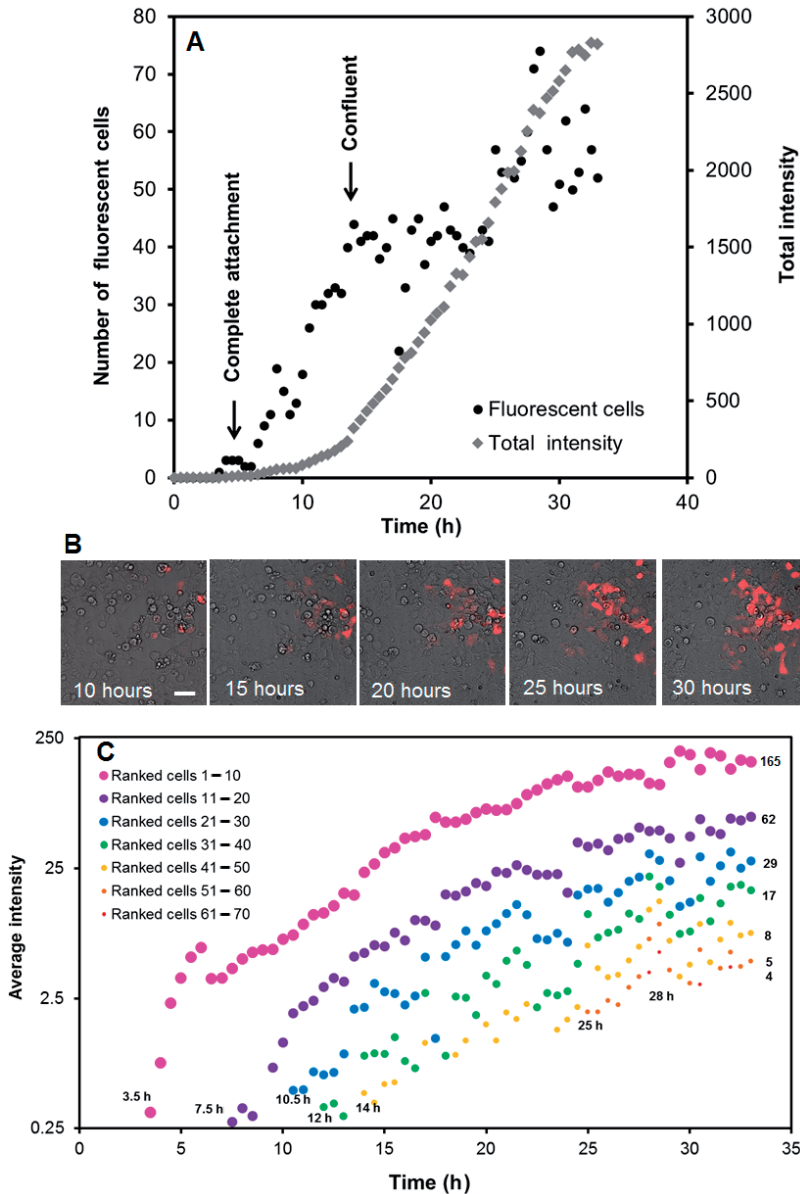 A
80
70
60
50
40
30
20
10
0
Number of fluorescent cells
3000
2500
2000
1500
1000
500
0
Total intensity
Complete attachment
Confluent
Fluorescent cells
Total intensity
0 10 20 30 40
Time (h)
B
10 hours
15 hours
20 hours
25 hours
30 hours
C
250
25
2.5
0.25
Average intensity
Ranked cells 1 – 10
Ranked cells 11 – 20
Ranked cells 21 – 30
Ranked cells 31 – 40
Ranked cells 41 – 50
Ranked cells 51 – 60
Ranked cells 61 – 70
165
62
29
17
8
5
4
3.5 h
7.5 h
10.5 h
12 h
14 h
25 h
28 h
0 5 10 15 20 25 30 35
Time (h)